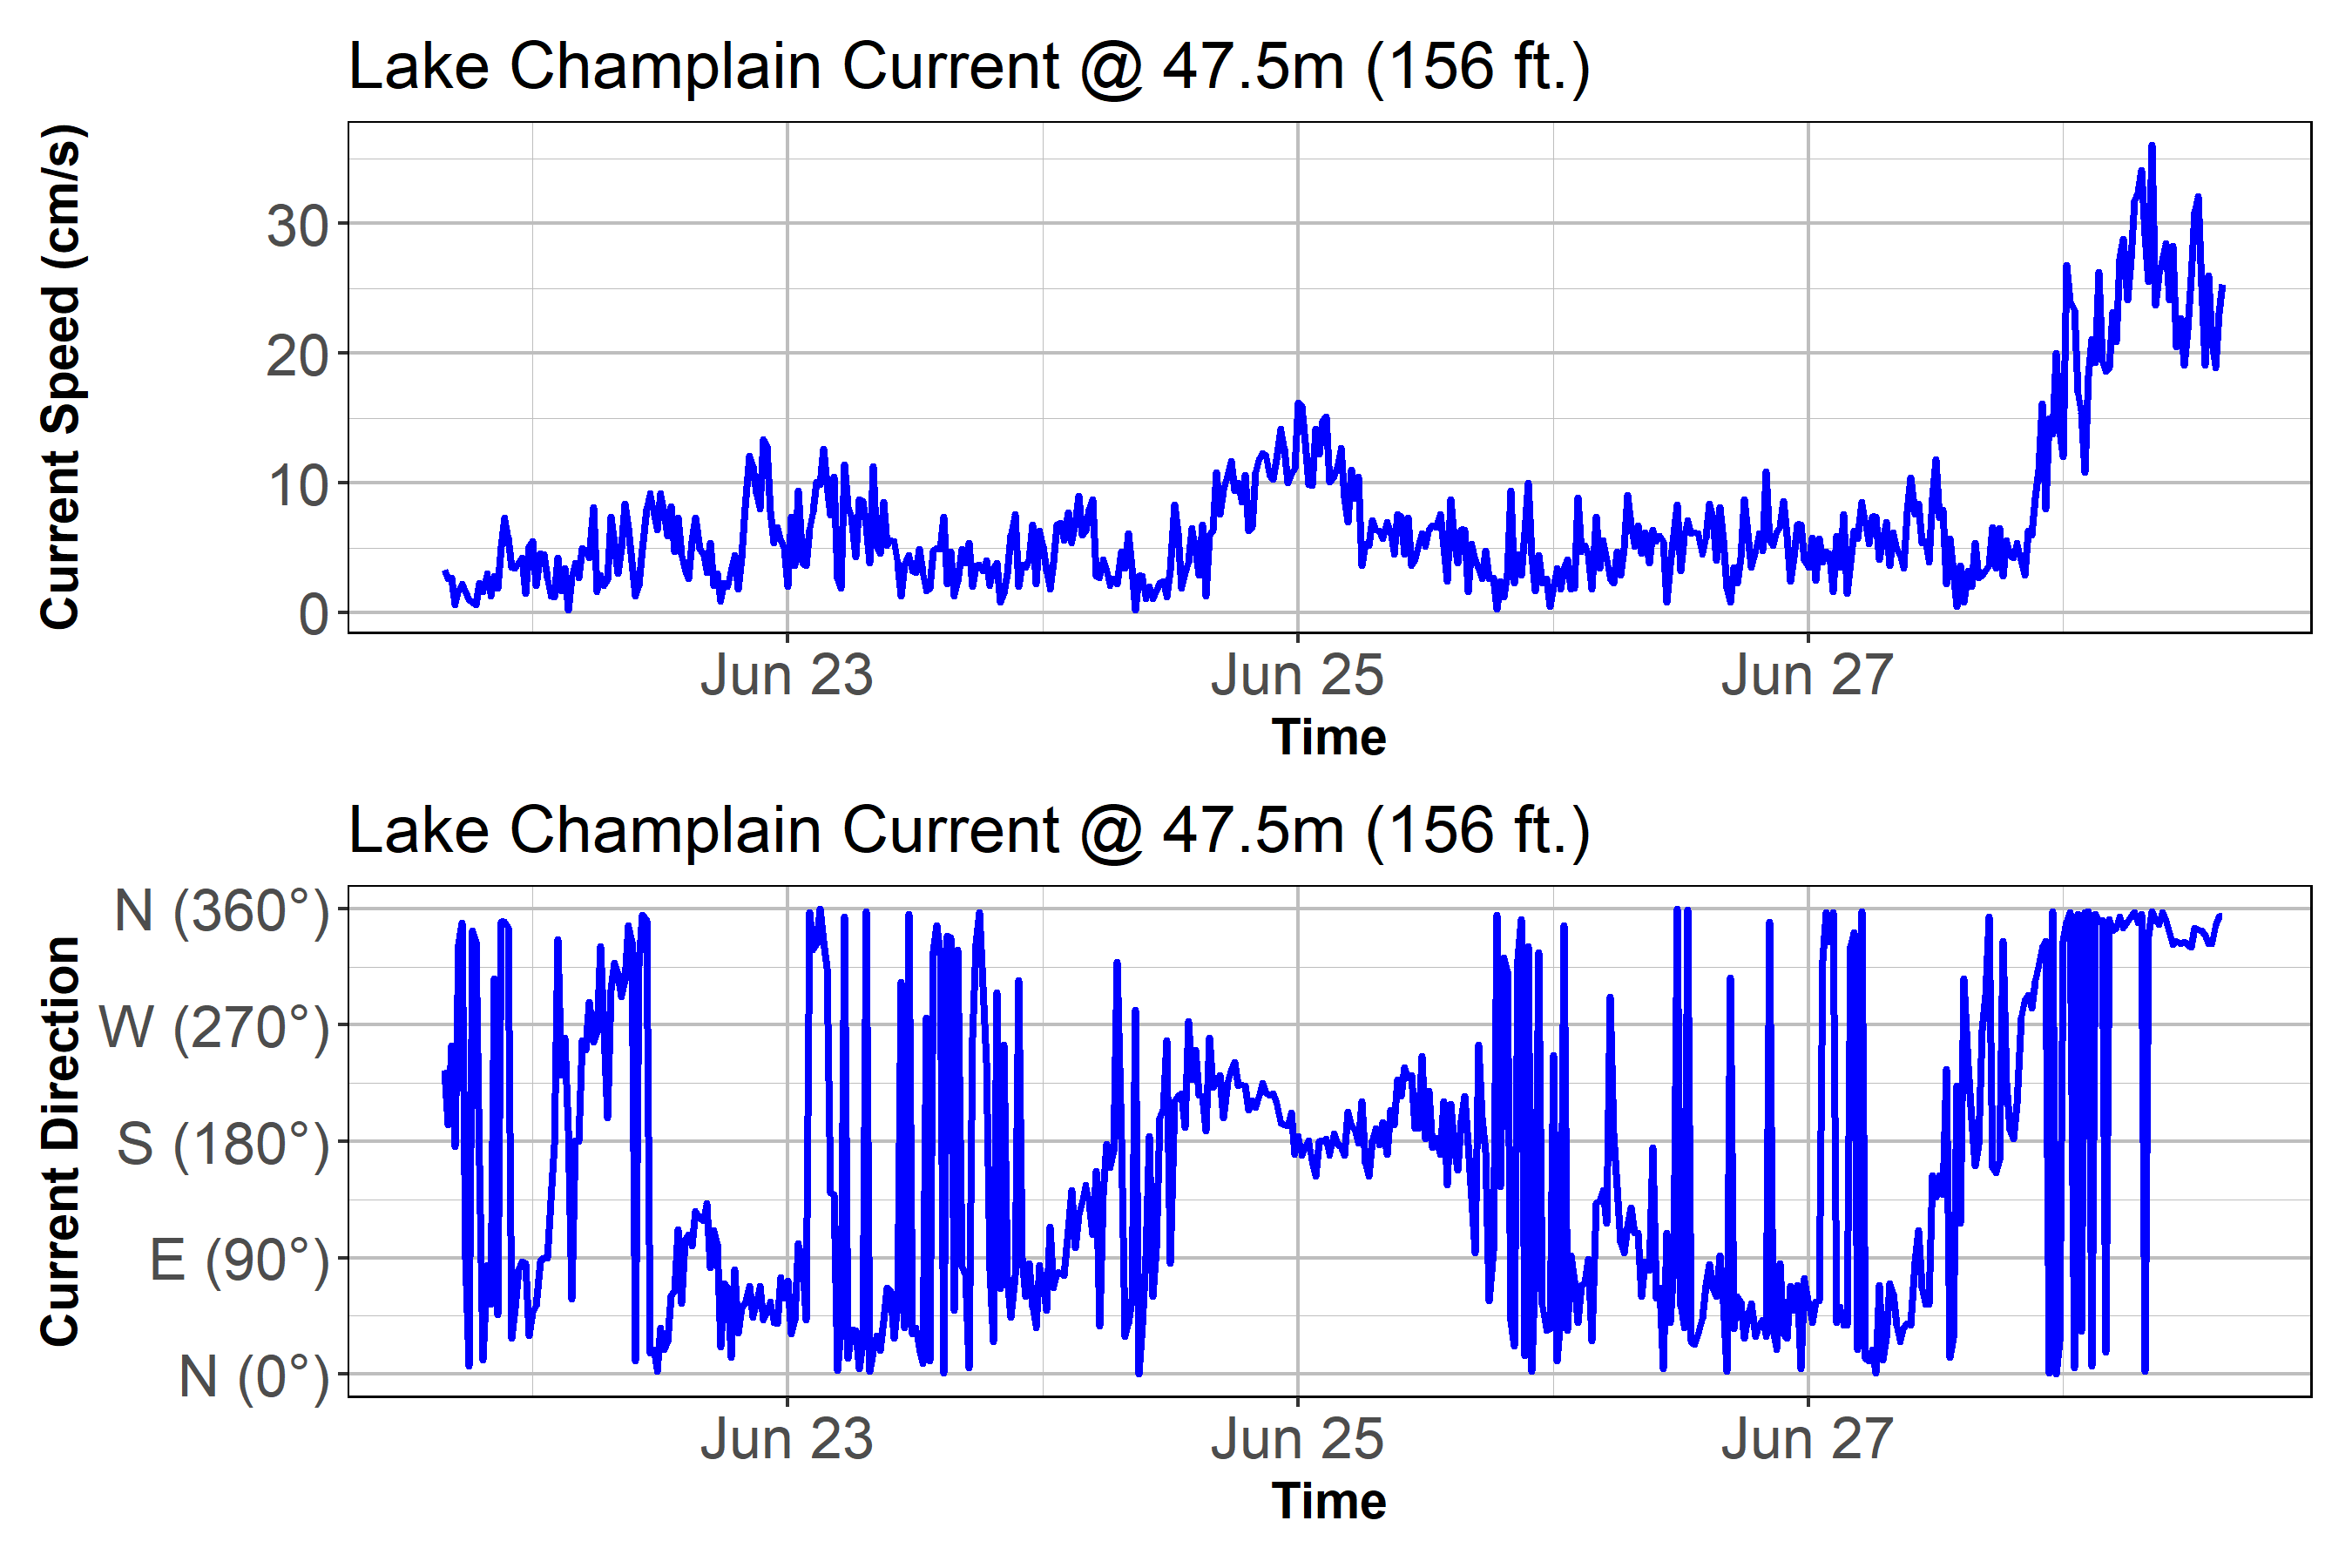 Lake Champlain Current @ 47.5m (156 ft.)
Current Speed (cm/s)
30
20
10
0
Jun 23 Jun 25 Jun 27
Time
Lake Champlain Current @ 47.5m (156 ft.)
Current Direction
N (360°)
W (270°)
S (180°)
E (90°)
N (0°)
Jun 23 Jun 25 Jun 27
Time